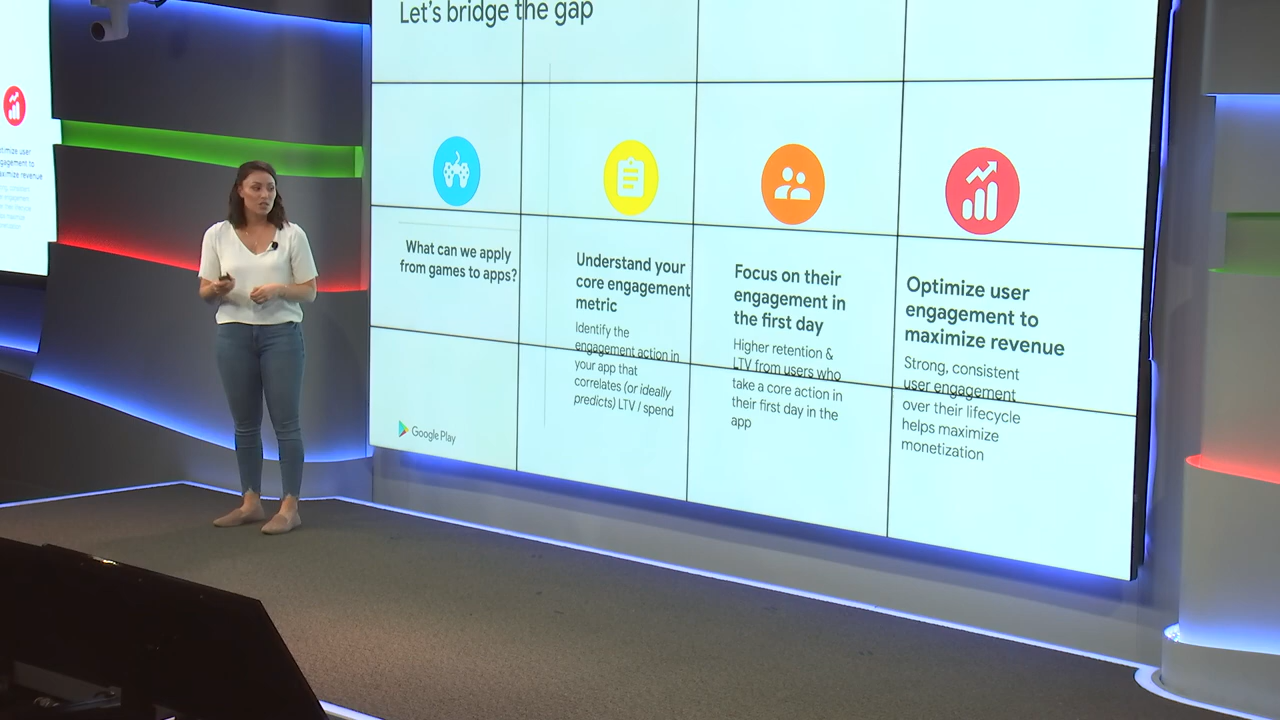 Let's bridge the gap
What can we apply
from games to apps?
Understand your
core engagement
metric
Identify the
engagement action in
your app that
correlates (or ideally
predicts) LTV / spend
Focus on their
engagement in
the first day
Higher retention &
LTV from users who
take a core action in
their first day in the
app
Optimize user
engagement to
maximize revenue
Strong, consistent
user engagement
over their lifecycle
helps maximize
monetization
Google Play
user
to
revenue